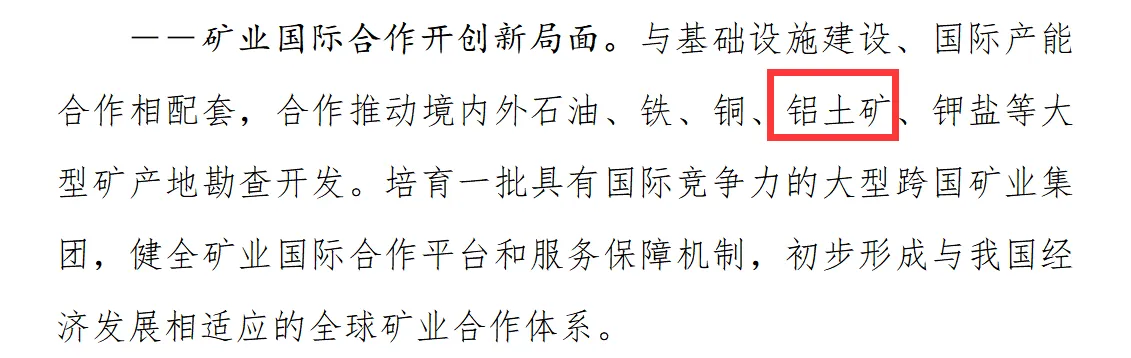 ——矿业国际合作开创新局面。与基础设施建设、国际产能
合作相配套，合作推动境内外石油、铁、铜、铝土矿、钾盐等大
型矿产地勘查开发。培育一批具有国际竞争力的大型跨国矿业集
团，健全矿业国际合作平台和服务保障机制，初步形成与我国经
济发展相适应的全球矿业合作体系。